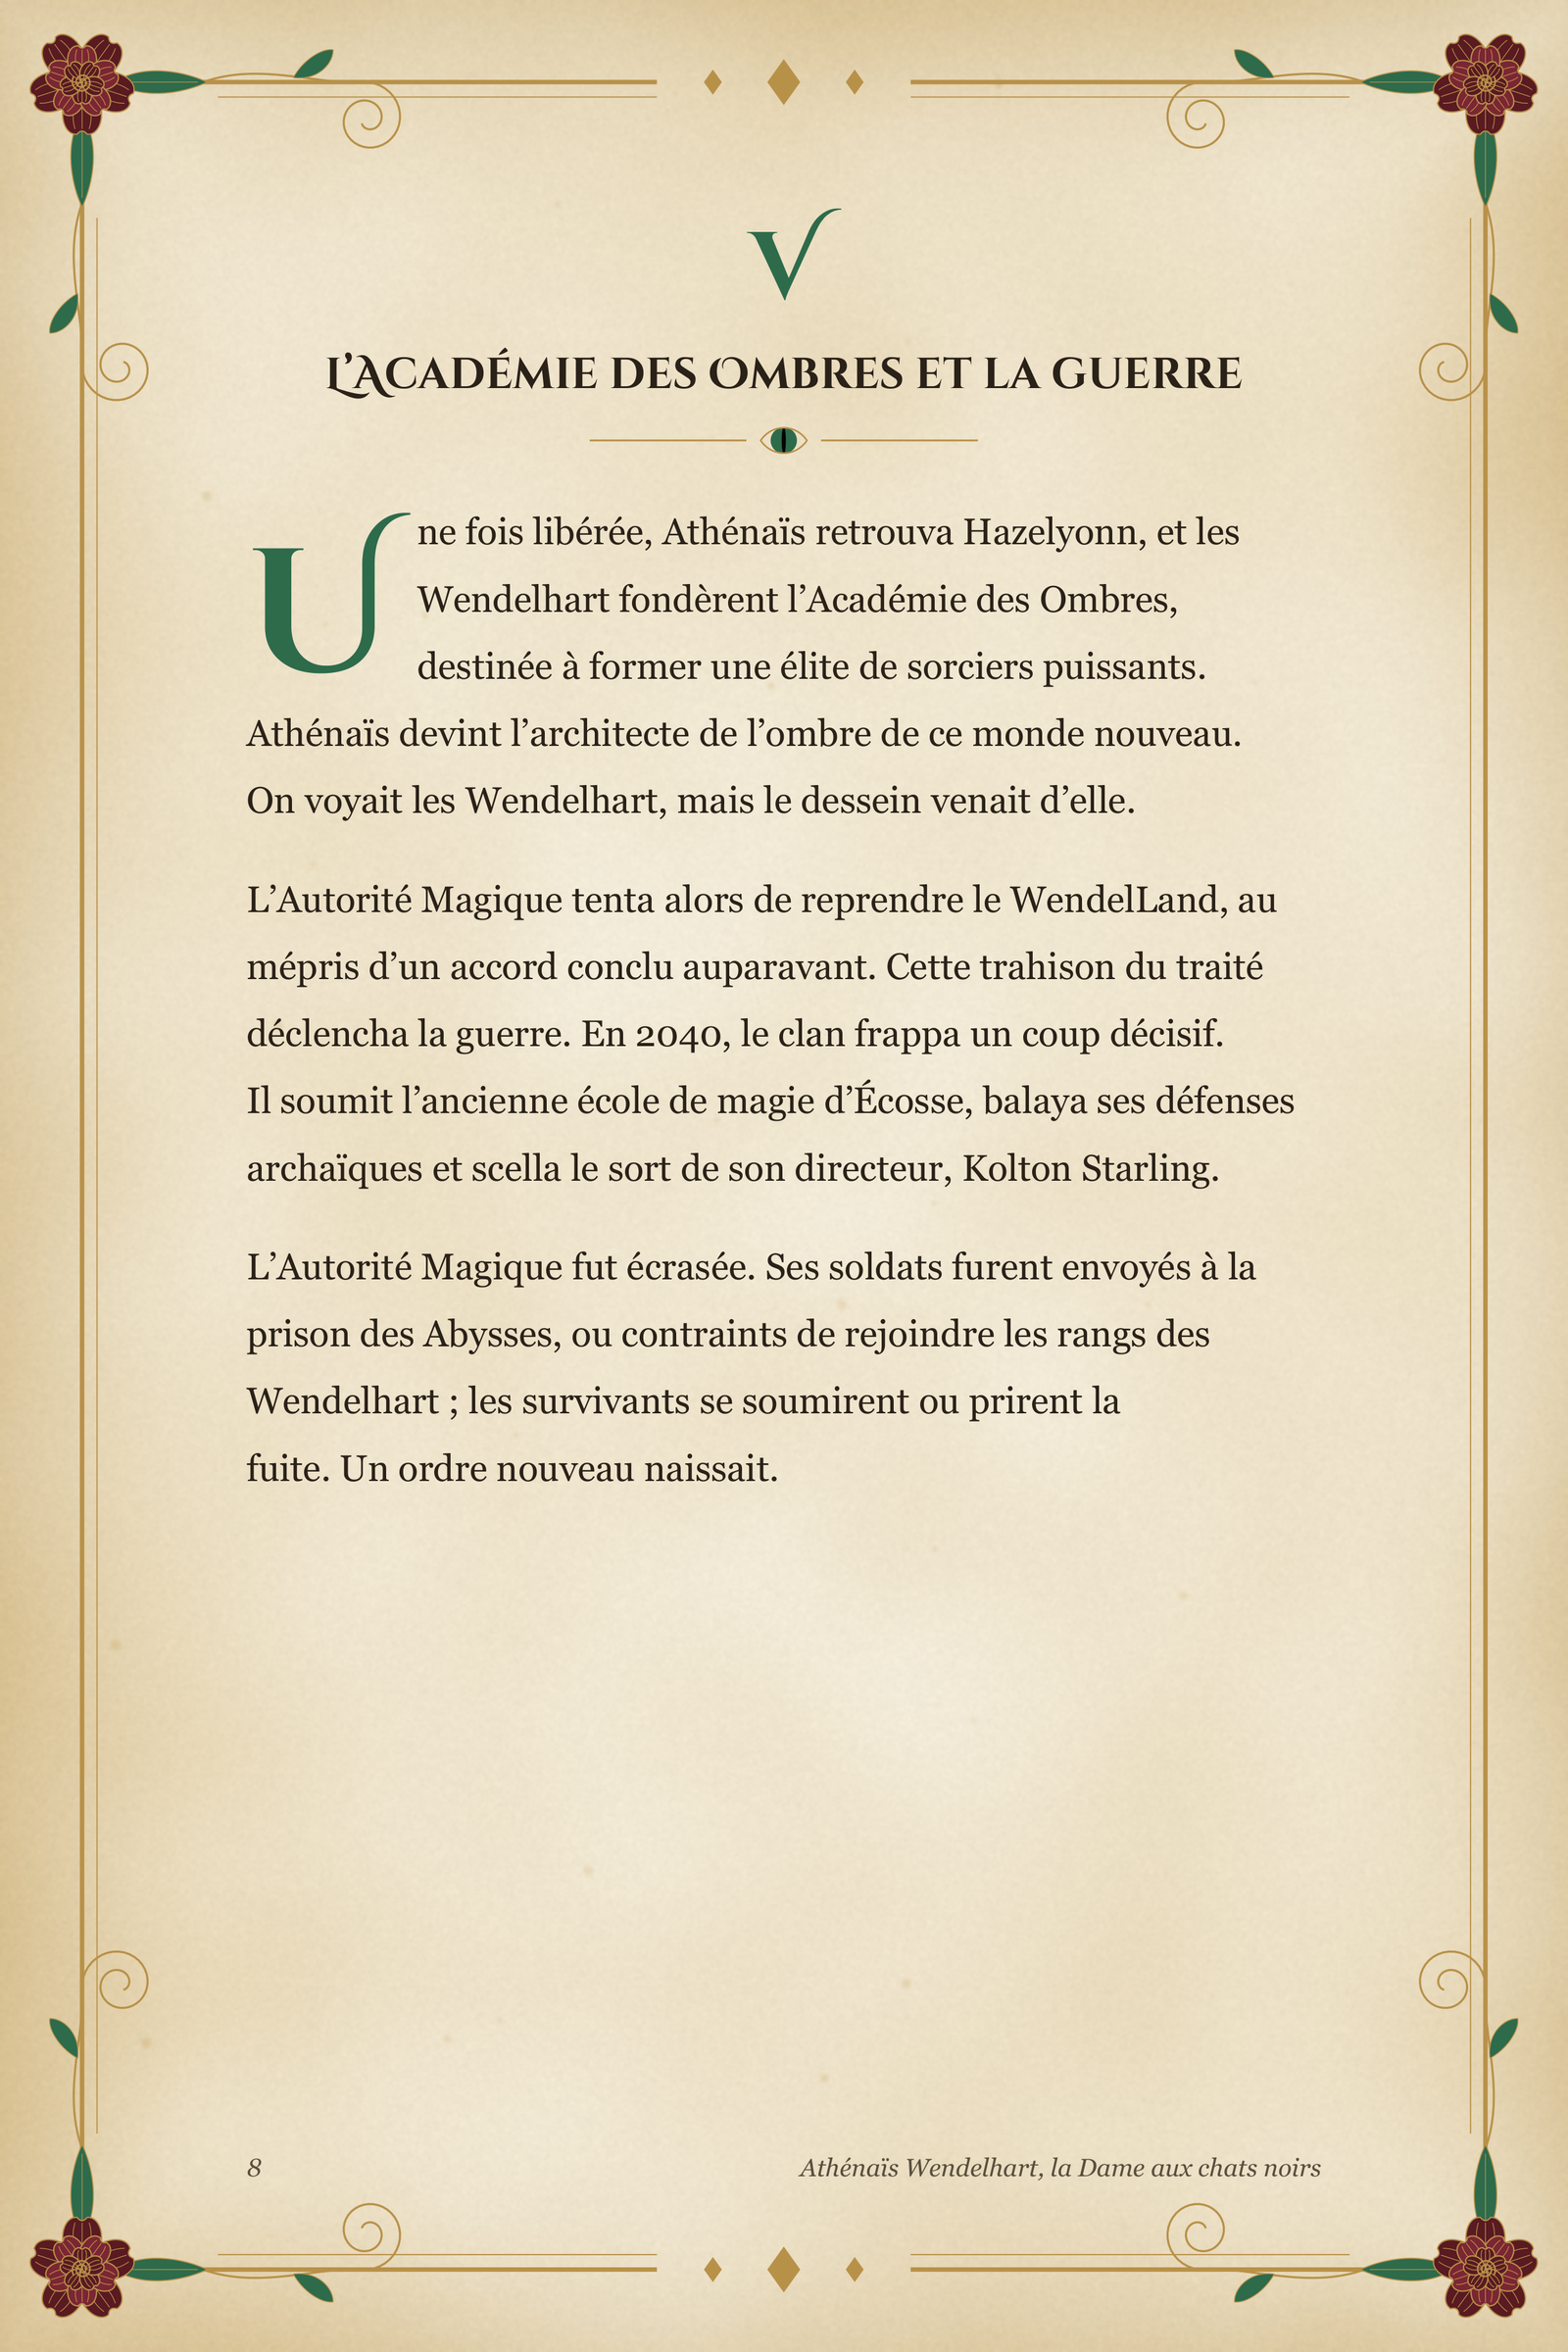 V
L’Académie des Ombres et la guerre
Une fois libérée, Athénaïs retrouva Hazelyonn, et les
Wendelhart fondèrent l’Académie des Ombres,
destinée à former une élite de sorciers puissants.
Athénaïs devint l’architecte de l’ombre de ce monde nouveau.
On voyait les Wendelhart, mais le dessein venait d’elle.
L’Autorité Magique tenta alors de reprendre le WendelLand, au
mépris d’un accord conclu auparavant. Cette trahison du traité
déclencha la guerre. En 2040, le clan frappa un coup décisif.
Il soumit l’ancienne école de magie d’Écosse, balaya ses défenses
archaïques et scella le sort de son directeur, Kolton Starling.
L’Autorité Magique fut écrasée. Ses soldats furent envoyés à la
prison des Abysses, ou contraints de rejoindre les rangs des
Wendelhart ; les survivants se soumirent ou prirent la
fuite. Un ordre nouveau naissait.
8
Athénaïs Wendelhart, la Dame aux chats noirs